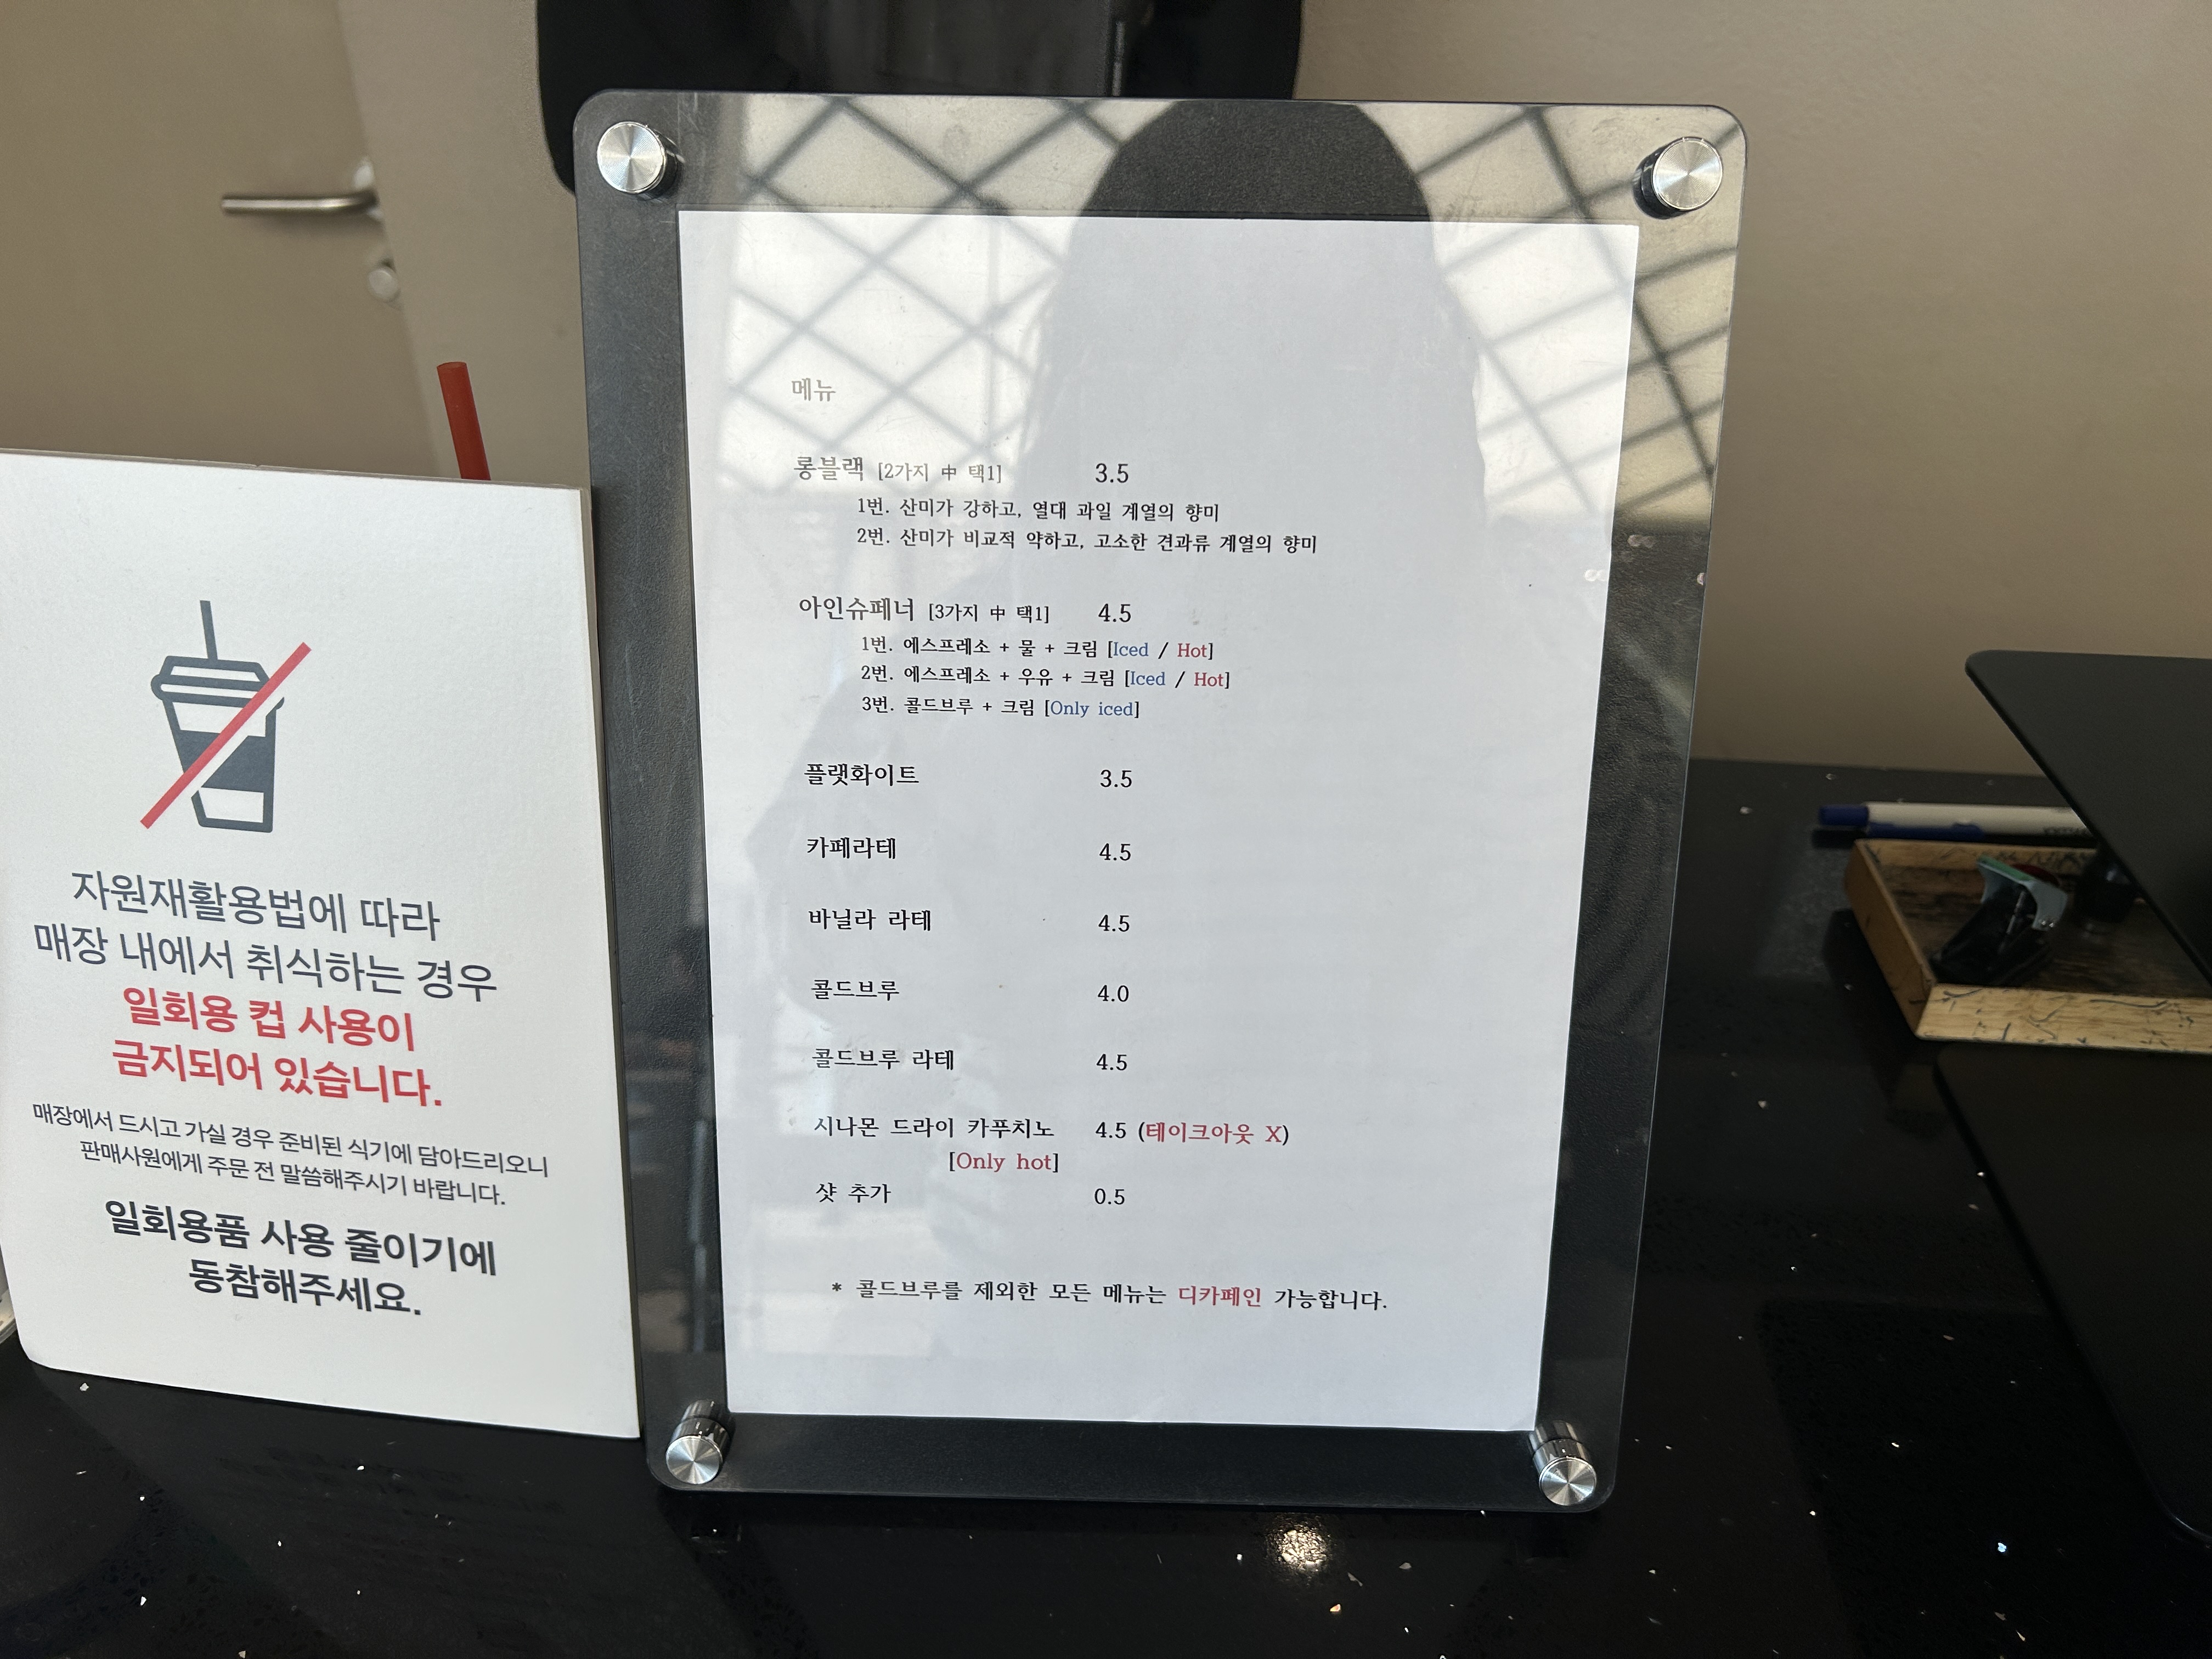 자원재활용법에 따라
매장 내에서 취식하는 경우
일회용 컵 사용이
금지되어 있습니다.
매장에서 드시고 가실 경우 준비된 식기에 담아드리오니
판매사원에게 주문 전 말씀해주시기 바랍니다.
일회용품 사용 줄이기에
동참해주세요.
메뉴
롱블랙 [2가지 中 택1] 3.5
1번. 산미가 강하고, 열대 과일 계열의 향미
2번. 산미가 비교적 약하고, 고소한 견과류 계열의 향미
아인슈페너 [3가지 中 택1] 4.5
1번. 에스프레소 + 물 + 크림 [Iced / Hot]
2번. 에스프레소 + 우유 + 크림 [Iced / Hot]
3번. 콜드브루 + 크림 [Only iced]
플랫화이트 3.5
카페라테 4.5
바닐라 라테 4.5
콜드브루 4.0
콜드브루 라테 4.5
시나몬 드라이 카푸치노 4.5 (테이크아웃 X)
[Only hot]
샷 추가 0.5
* 콜드브루를 제외한 모든 메뉴는 디카페인 가능합니다.